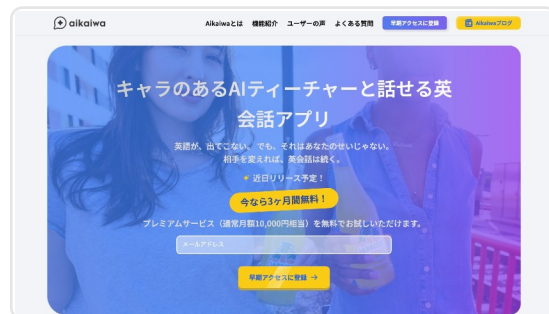 aikaiwa
Aikaiwaとは 機能紹介 ユーザーの声 よくある質問 早期アクセスに登録 Aikaiwaブログ
キャラのあるAIティーチャーと話せる英
会話アプリ
英語が、出てこない。 でも、それはあなたのせいじゃない。
相手を変えれば、英会話は続く。
近日リリース予定！
今なら3ヶ月間無料！
プレミアムサービス（通常月額10,000円相当）を無料でお試しいただけます。
メールアドレス
早期アクセスに登録 →